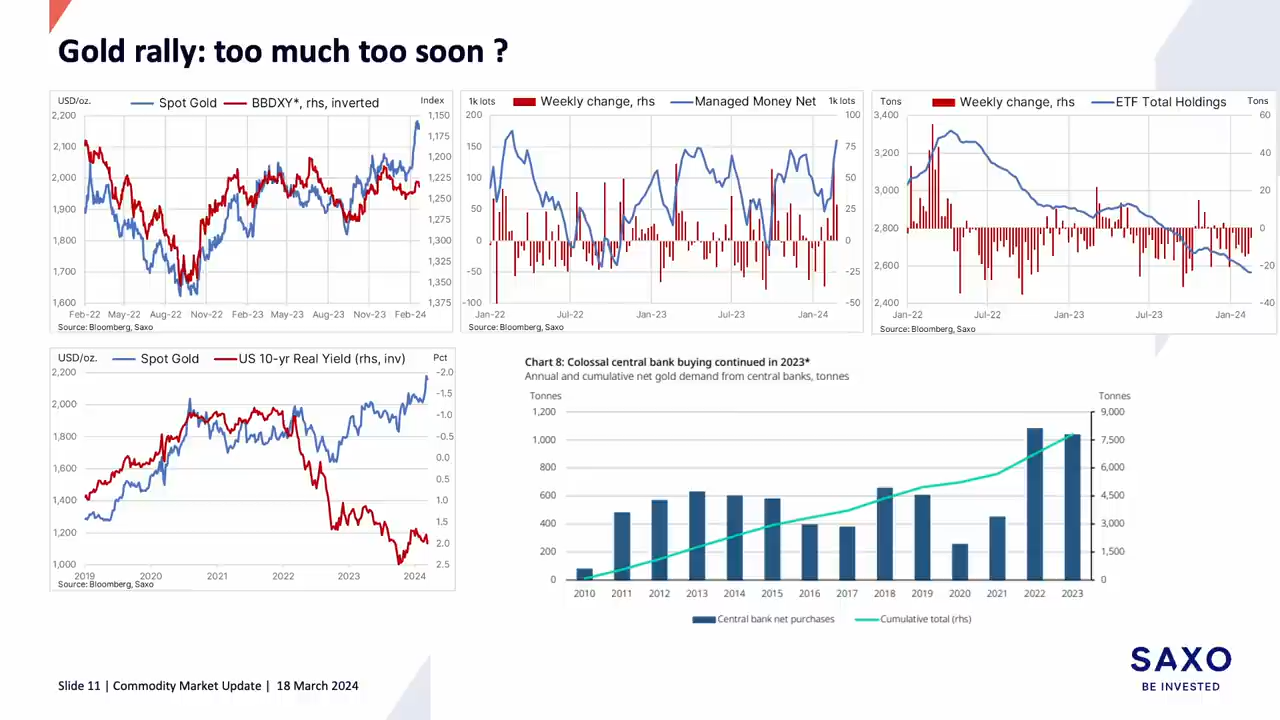 Gold rally: too much too soon ?
USD/oz. Spot Gold BBDXY*, rhs, inverted Index
2,200 1,150
1,175
2,100 1,200
2,000 1,225
1,900 1,250
1,275
1,800 1,300
1,700 1,325
1,350
1,600 1,375
Feb-22 May-22 Aug-22 Nov-22 Feb-23 May-23 Aug-23 Nov-23 Feb-24
Source: Bloomberg, Saxo
1k lots Weekly change, rhs Managed Money Net 1k lots
200 100
150 75
100 50
50 25
0 0
-50 -25
-100 -50
Jan-22 Jul-22 Jan-23 Jul-23 Jan-24
Source: Bloomberg, Saxo
Tons Weekly change, rhs ETF Total Holdings Tons
3,400 60
3,200 40
3,000 20
2,800 0
2,600 -20
2,400 -40
Jan-22 Jul-22 Jan-23 Jul-23 Jan-24
Source: Bloomberg, Saxo
USD/oz. Spot Gold US 10-yr Real Yield (rhs, inv) Pct
2,200 -2.0
-1.5
2,000 -1.0
1,800 -0.5
0.0
1,600 0.5
1,400 1.0
1,200 1.5
2.0
1,000 2.5
2019 2020 2021 2022 2023 2024
Source: Bloomberg, Saxo
Chart 8: Colossal central bank buying continued in 2023*
Annual and cumulative net gold demand from central banks, tonnes
Tonnes Tonnes
1,200 9,000
1,000 7,500
800 6,000
600 4,500
400 3,000
200 1,500
0 0
2010 2011 2012 2013 2014 2015 2016 2017 2018 2019 2020 2021 2022 2023
Central bank net purchases Cumulative total (rhs)
SAXO
BE INVESTED
Slide 11 | Commodity Market Update | 18 March 2024